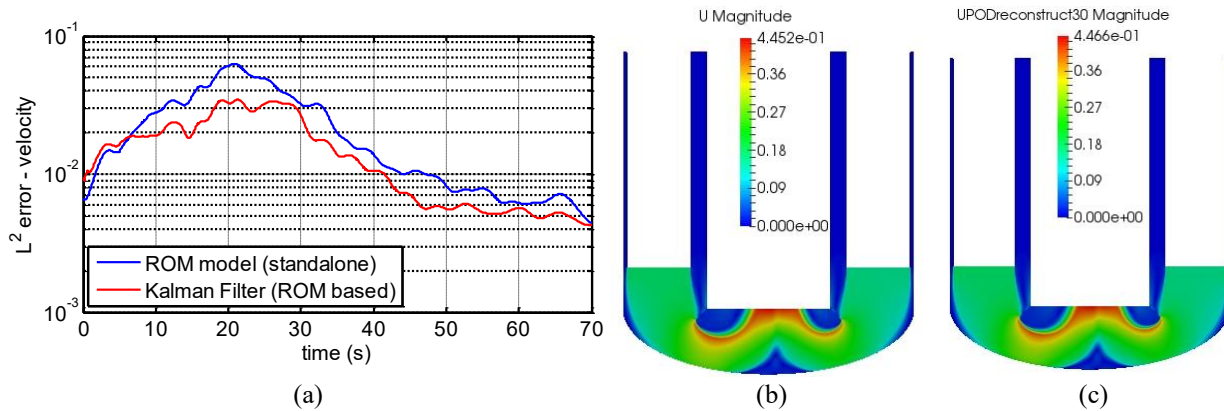 10^-1
10^-2
10^-3
L^2 error - velocity
ROM model (standalone)
Kalman Filter (ROM based)
0 10 20 30 40 50 60 70
time (s)
(a)
U Magnitude
4.452e-01
0.36
0.27
0.18
0.09
0.000e+00
(b)
UPODreconstruct30 Magnitude
4.466e-01
0.36
0.27
0.18
0.09
0.000e+00
(c)